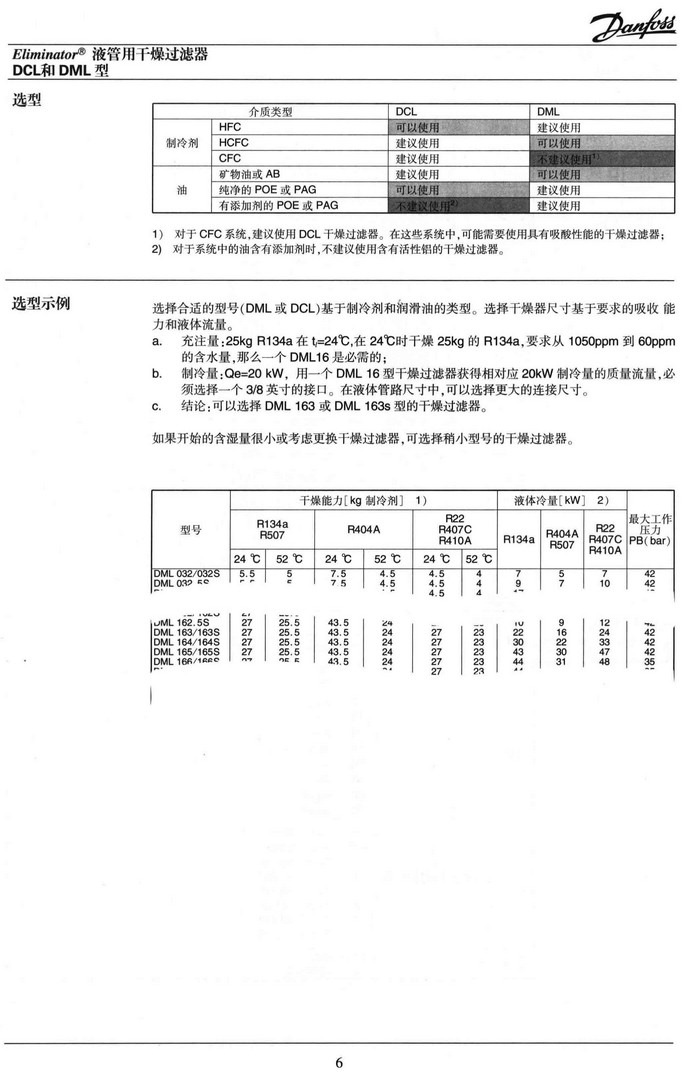 Danfoss
Eliminator® 液管用干燥过滤器
DCL和 DML 型
选型
介质类型 DCL DML
制冷剂 HFC 可以使用 建议使用
HCFC 建议使用 可以使用
CFC 建议使用 不建议使用1)
油 矿物油或 AB 建议使用 可以使用
纯净的 POE 或 PAG 可以使用 建议使用
有添加剂的 POE 或 PAG 不建议使用2) 建议使用
1) 对于 CFC 系统,建议使用 DCL 干燥过滤器。在这些系统中,可能需要使用具有吸酸性能的干燥过滤器;
2) 对于系统中的油含有添加剂时,不建议使用含有活性铝的干燥过滤器。
选型示例
选择合适的型号(DML 或 DCL)基于制冷剂和润滑油的类型。选择干燥器尺寸基于要求的吸收 能
力和液体流量。
a. 充注量:25kg R134a 在 tl=24℃,在 24℃时干燥 25kg 的 R134a,要求从 1050ppm 到 60ppm
的含水量,那么一个 DML16 是必需的;
b. 制冷量:Qe=20 kW, 用一个 DML 16 型干燥过滤器获得相对应 20kW 制冷量的质量流量,必
须选择一个 3/8 英寸的接口。在液体管路尺寸中,可以选择更大的连接尺寸。
c. 结论:可以选择 DML 163 或 DML 163s 型的干燥过滤器。
如果开始的含湿量很小或考虑更换干燥过滤器,可选择稍小型号的干燥过滤器。
型号 干燥能力[kg 制冷剂] 1) 液体冷量[kW] 2) 最大工作压力 PB(bar)
R134a R507 R404A R22 R407C R410A R134a R404A R507 R22 R407C R410A
24 ℃ 52 ℃ 24 ℃ 52 ℃ 24 ℃ 52 ℃
DML 032/032S 5.5 5 7.5 4.5 4.5 4 7 5 7 42
DML 7.5 4.5 4.5 4 9 7 10 42
4.5 4
DML 162.5S 27 25.5 43.5 24 9 12
DML 163/163S 27 25.5 43.5 24 27 23 22 16 24 42
DML 164/164S 27 25.5 43.5 24 27 23 30 22 33 42
DML 165/165S 27 25.5 43.5 24 27 23 43 30 47 42
DML 166/166S 27 25.5 43.5 24 27 23 44 31 48 35
27 23
6